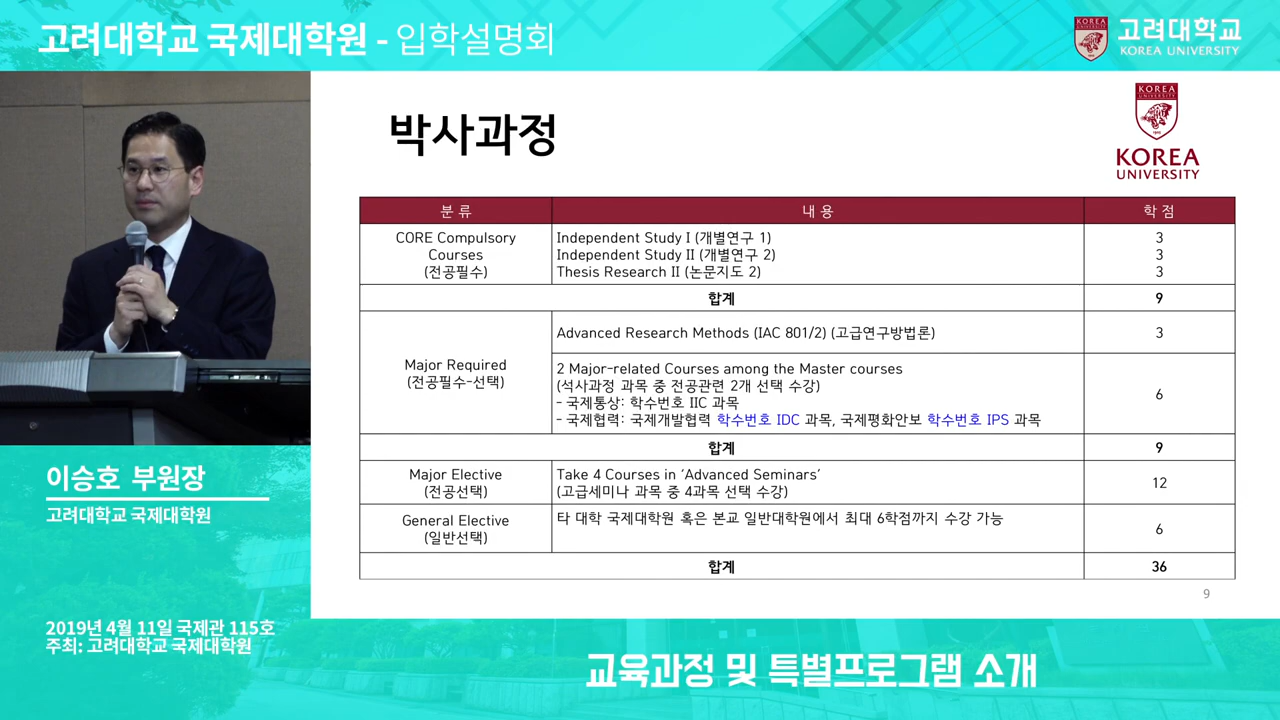 고려대학교 국제대학원 - 입학설명회
KOREA
UNIVERSITY
고려대학교
KOREA UNIVERSITY
박사과정
KOREA
UNIVERSITY
1905
KOREA
UNIVERSITY
분 류 내 용 학 점
CORE Compulsory
Courses
(전공필수)
Independent Study I (개별연구 1) 3
Independent Study II (개별연구 2) 3
Thesis Research II (논문지도 2) 3
합계 9
Major Required
(전공필수-선택)
Advanced Research Methods (IAC 801/2) (고급연구방법론) 3
2 Major-related Courses among the Master courses
(석사과정 과목 중 전공관련 2개 선택 수강)
- 국제통상: 학수번호 IIC 과목
- 국제협력: 국제개발협력 학수번호 IDC 과목, 국제평화안보 학수번호 IPS 과목
6
합계 9
Major Elective
(전공선택)
Take 4 Courses in ‘Advanced Seminars’
(고급세미나 과목 중 4과목 선택 수강)
12
General Elective
(일반선택)
타 대학 국제대학원 혹은 본교 일반대학원에서 최대 6학점까지 수강 가능
6
합계 36
9
이승호 부원장
고려대학교 국제대학원
2019년 4월 11일 국제관 115호
주최: 고려대학교 국제대학원
교육과정 및 특별프로그램 소개